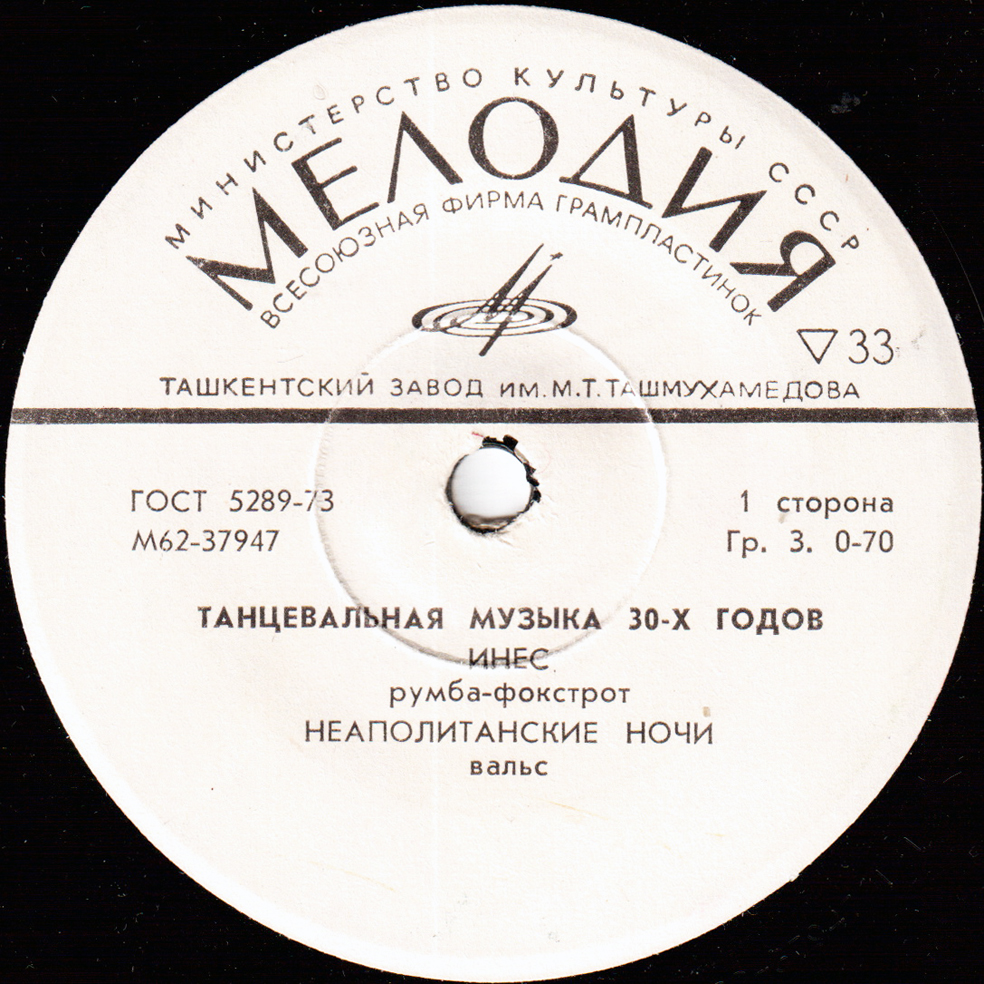 МИНИСТЕРСТВО КУЛЬТУРЫ СССР
МЕЛОДИЯ
ВСЕСОЮЗНАЯ ФИРМА ГРАМПЛАСТИНОК
▽33
ТАШКЕНТСКИЙ ЗАВОД ИМ. М.Т. ТАШМУХАМЕДОВА
ГОСТ 5289-73
1 сторона
М62-37947
Гр. 3. 0-70
ТАНЦЕВАЛЬНАЯ МУЗЫКА 30-Х ГОДОВ
ИНЕС
румба-фокстрот
НЕАПОЛИТАНСКИЕ НОЧИ
вальс